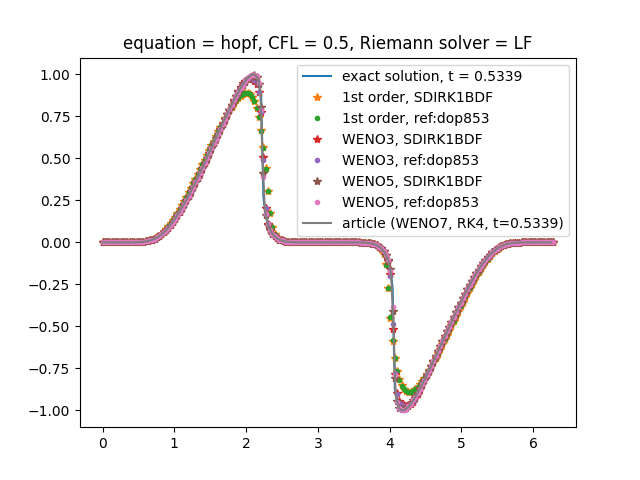 equation = hopf, CFL = 0.5, Riemann solver = LF
exact solution, t = 0.5339
1st order, SDIRK1BDF
1st order, ref:dop853
WENO3, SDIRK1BDF
WENO3, ref:dop853
WENO5, SDIRK1BDF
WENO5, ref:dop853
article (WENO7, RK4, t=0.5339)
1.00
0.75
0.50
0.25
0.00
−0.25
−0.50
−0.75
−1.00
0 1 2 3 4 5 6